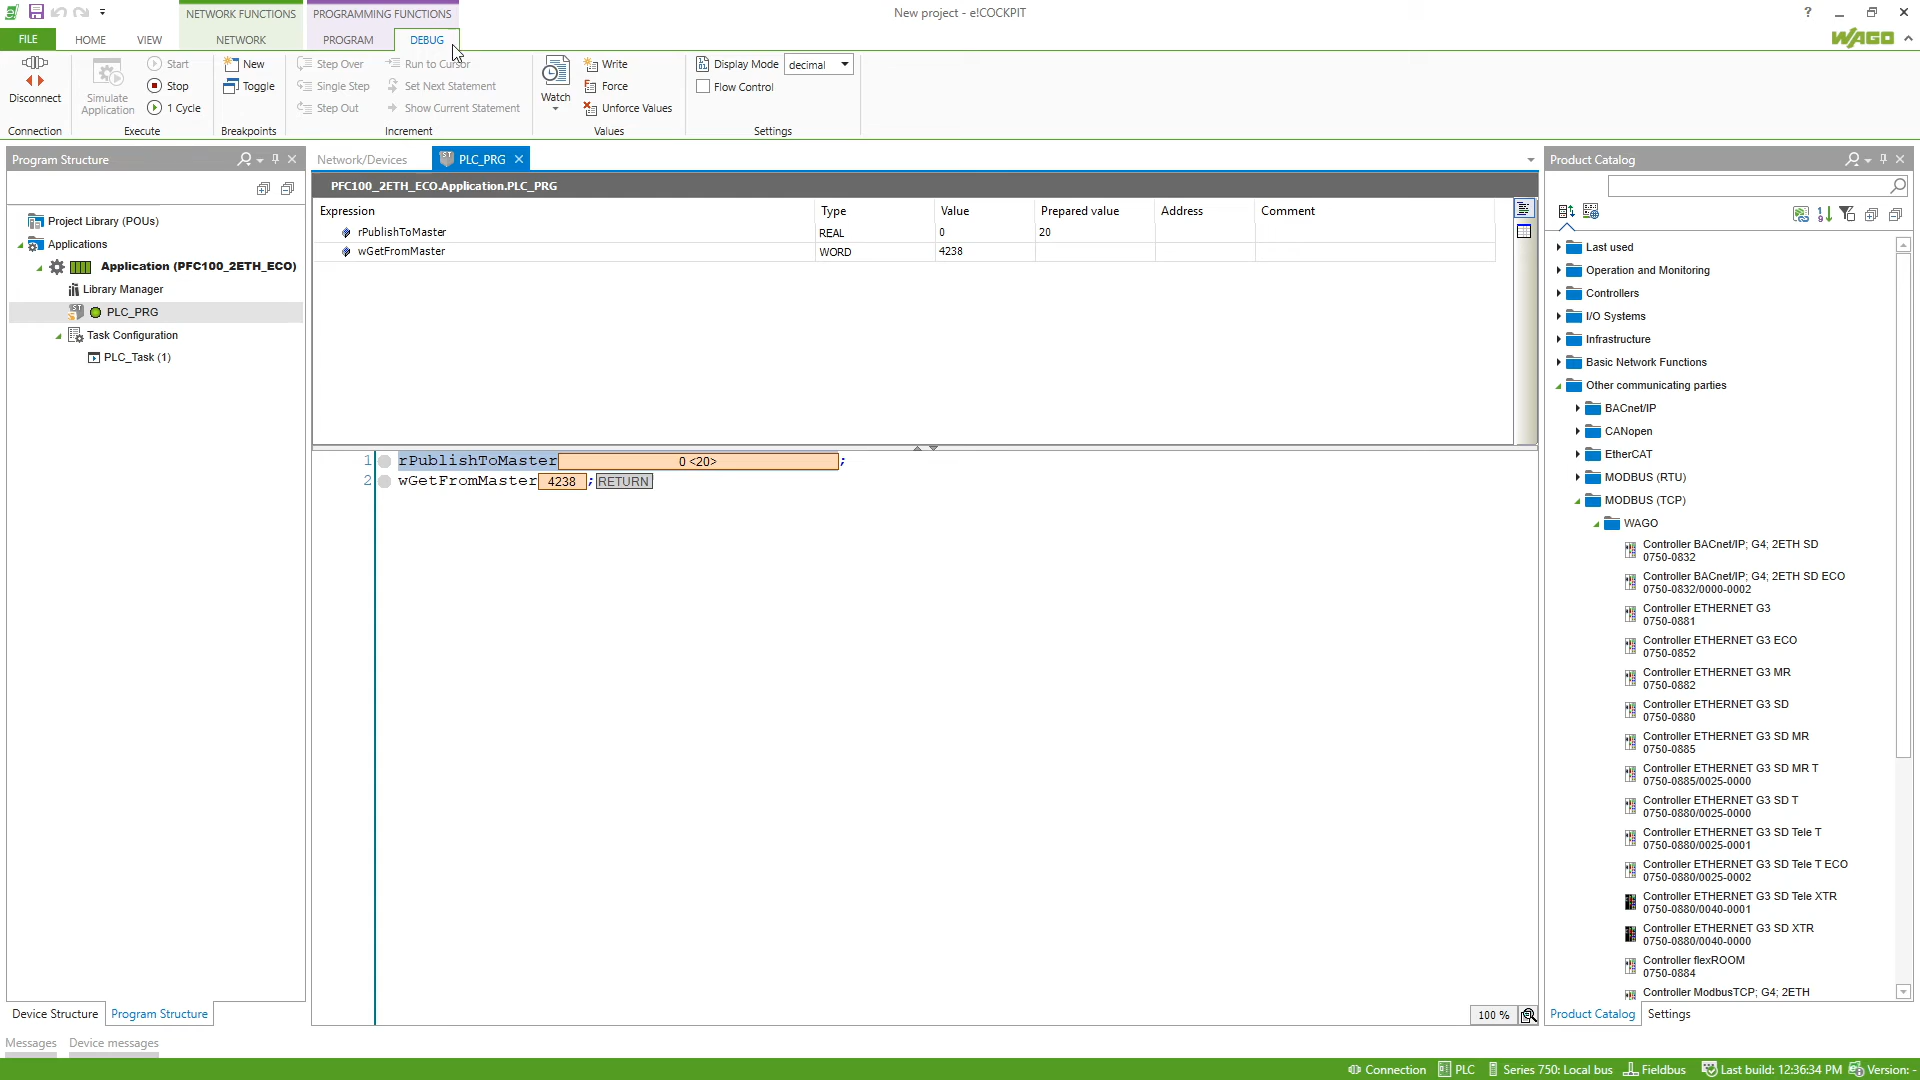 New project - e!COCKPIT
NETWORK FUNCTIONS
PROGRAMMING FUNCTIONS
FILE
HOME
VIEW
NETWORK
PROGRAM
DEBUG
WAGO
Disconnect
Connection
Simulate
Application
Start
Stop
1 Cycle
Execute
New
Toggle
Breakpoints
Step Over
Single Step
Step Out
Run to Cursor
Set Next Statement
Show Current Statement
Increment
Watch
Write
Force
Unforce Values
Values
Display Mode
decimal
Flow Control
Settings
Program Structure
Project Library (POUs)
Applications
Application (PFC100_2ETH_ECO)
Library Manager
PLC_PRG
Task Configuration
PLC_Task (1)
Device Structure
Program Structure
Network/Devices
PLC_PRG
PFC100_2ETH_ECO.Application.PLC_PRG
Expression Type Value Prepared value Address Comment
rPublishToMaster REAL 0 20
wGetFromMaster WORD 4238
1 rPublishToMaster 0 <20> ;
2 wGetFromMaster 4238 ; RETURN
100 %
Product Catalog
Last used
Operation and Monitoring
Controllers
I/O Systems
Infrastructure
Basic Network Functions
Other communicating parties
BACnet/IP
CANopen
EtherCAT
MODBUS (RTU)
MODBUS (TCP)
WAGO
Controller BACnet/IP; G4; 2ETH SD
0750-0832
Controller BACnet/IP; G4; 2ETH SD ECO
0750-0832/0000-0002
Controller ETHERNET G3
0750-0881
Controller ETHERNET G3 ECO
0750-0852
Controller ETHERNET G3 MR
0750-0882
Controller ETHERNET G3 SD
0750-0880
Controller ETHERNET G3 SD MR
0750-0885
Controller ETHERNET G3 SD MR T
0750-0885/0025-0000
Controller ETHERNET G3 SD T
0750-0880/0025-0000
Controller ETHERNET G3 SD Tele T
0750-0880/0025-0001
Controller ETHERNET G3 SD Tele T ECO
0750-0880/0025-0002
Controller ETHERNET G3 SD Tele XTR
0750-0880/0040-0001
Controller ETHERNET G3 SD XTR
0750-0880/0040-0000
Controller flexROOM
0750-0884
Controller ModbusTCP; G4; 2ETH
Product Catalog
Settings
Messages
Device messages
Connection
PLC
Series 750: Local bus
Fieldbus
Last build: 12:36:34 PM
Version: -